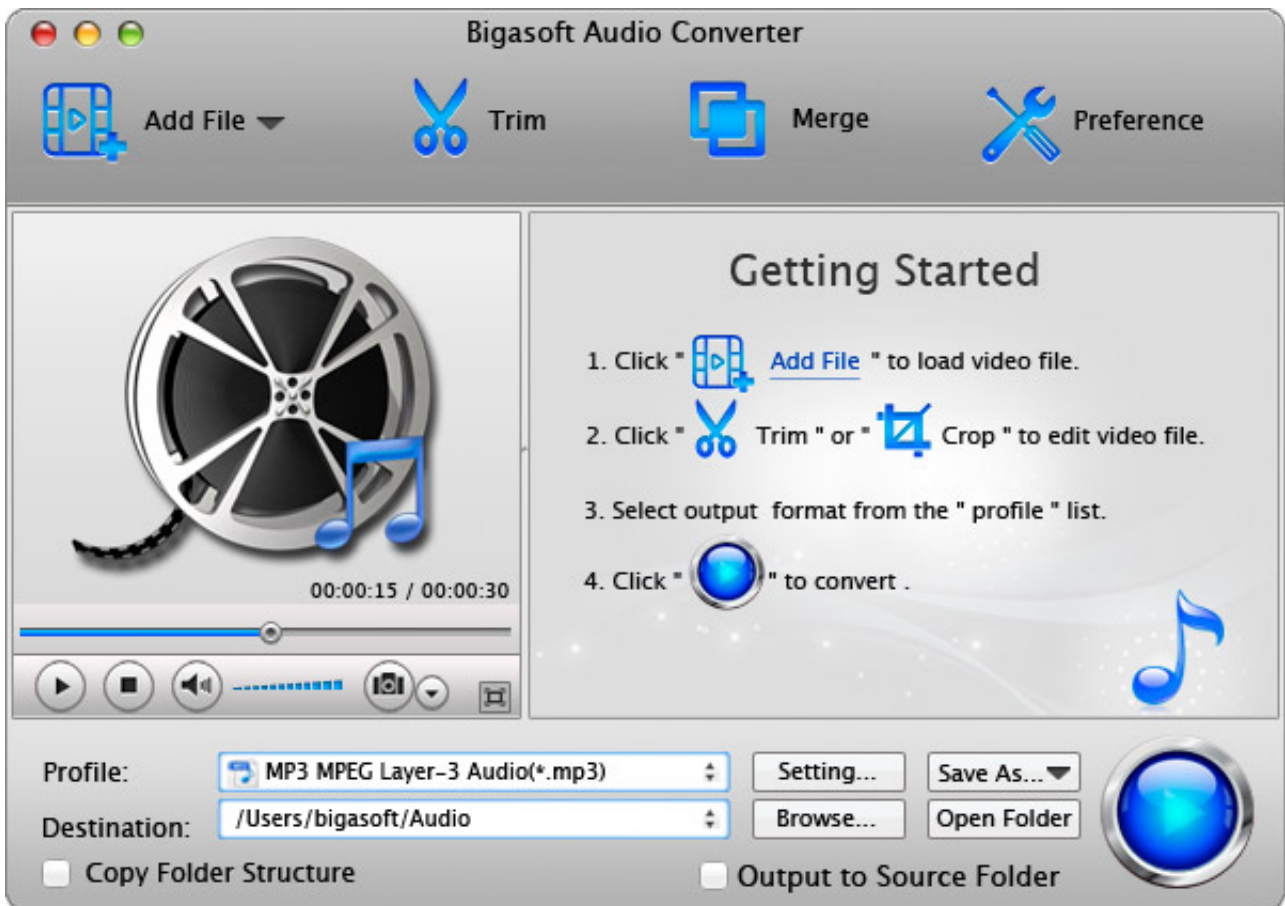 Bigasoft Audio Converter
Add File
Trim
Merge
Preference
Getting Started
1. Click " Add File " to load video file.
2. Click " Trim " or " Crop " to edit video file.
3. Select output format from the " profile " list.
4. Click " " to convert .
00:00:15 / 00:00:30
Profile:
MP3 MPEG Layer-3 Audio(*.mp3)
Setting...
Save As...
Destination:
/Users/bigasoft/Audio
Browse...
Open Folder
Copy Folder Structure
Output to Source Folder